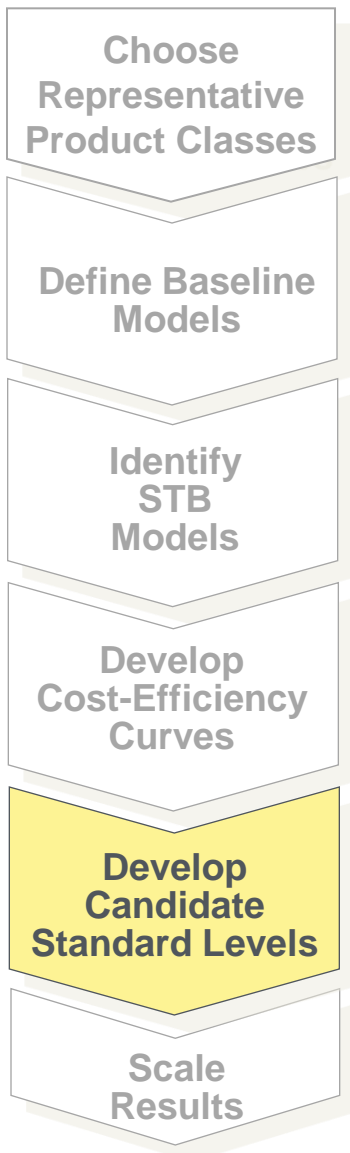 Choose
Representative
Product Classes
Define Baseline
Models
Identify
STB
Models
Develop
Cost-Efficiency
Curves
Develop
Candidate
Standard Levels
Scale
Results